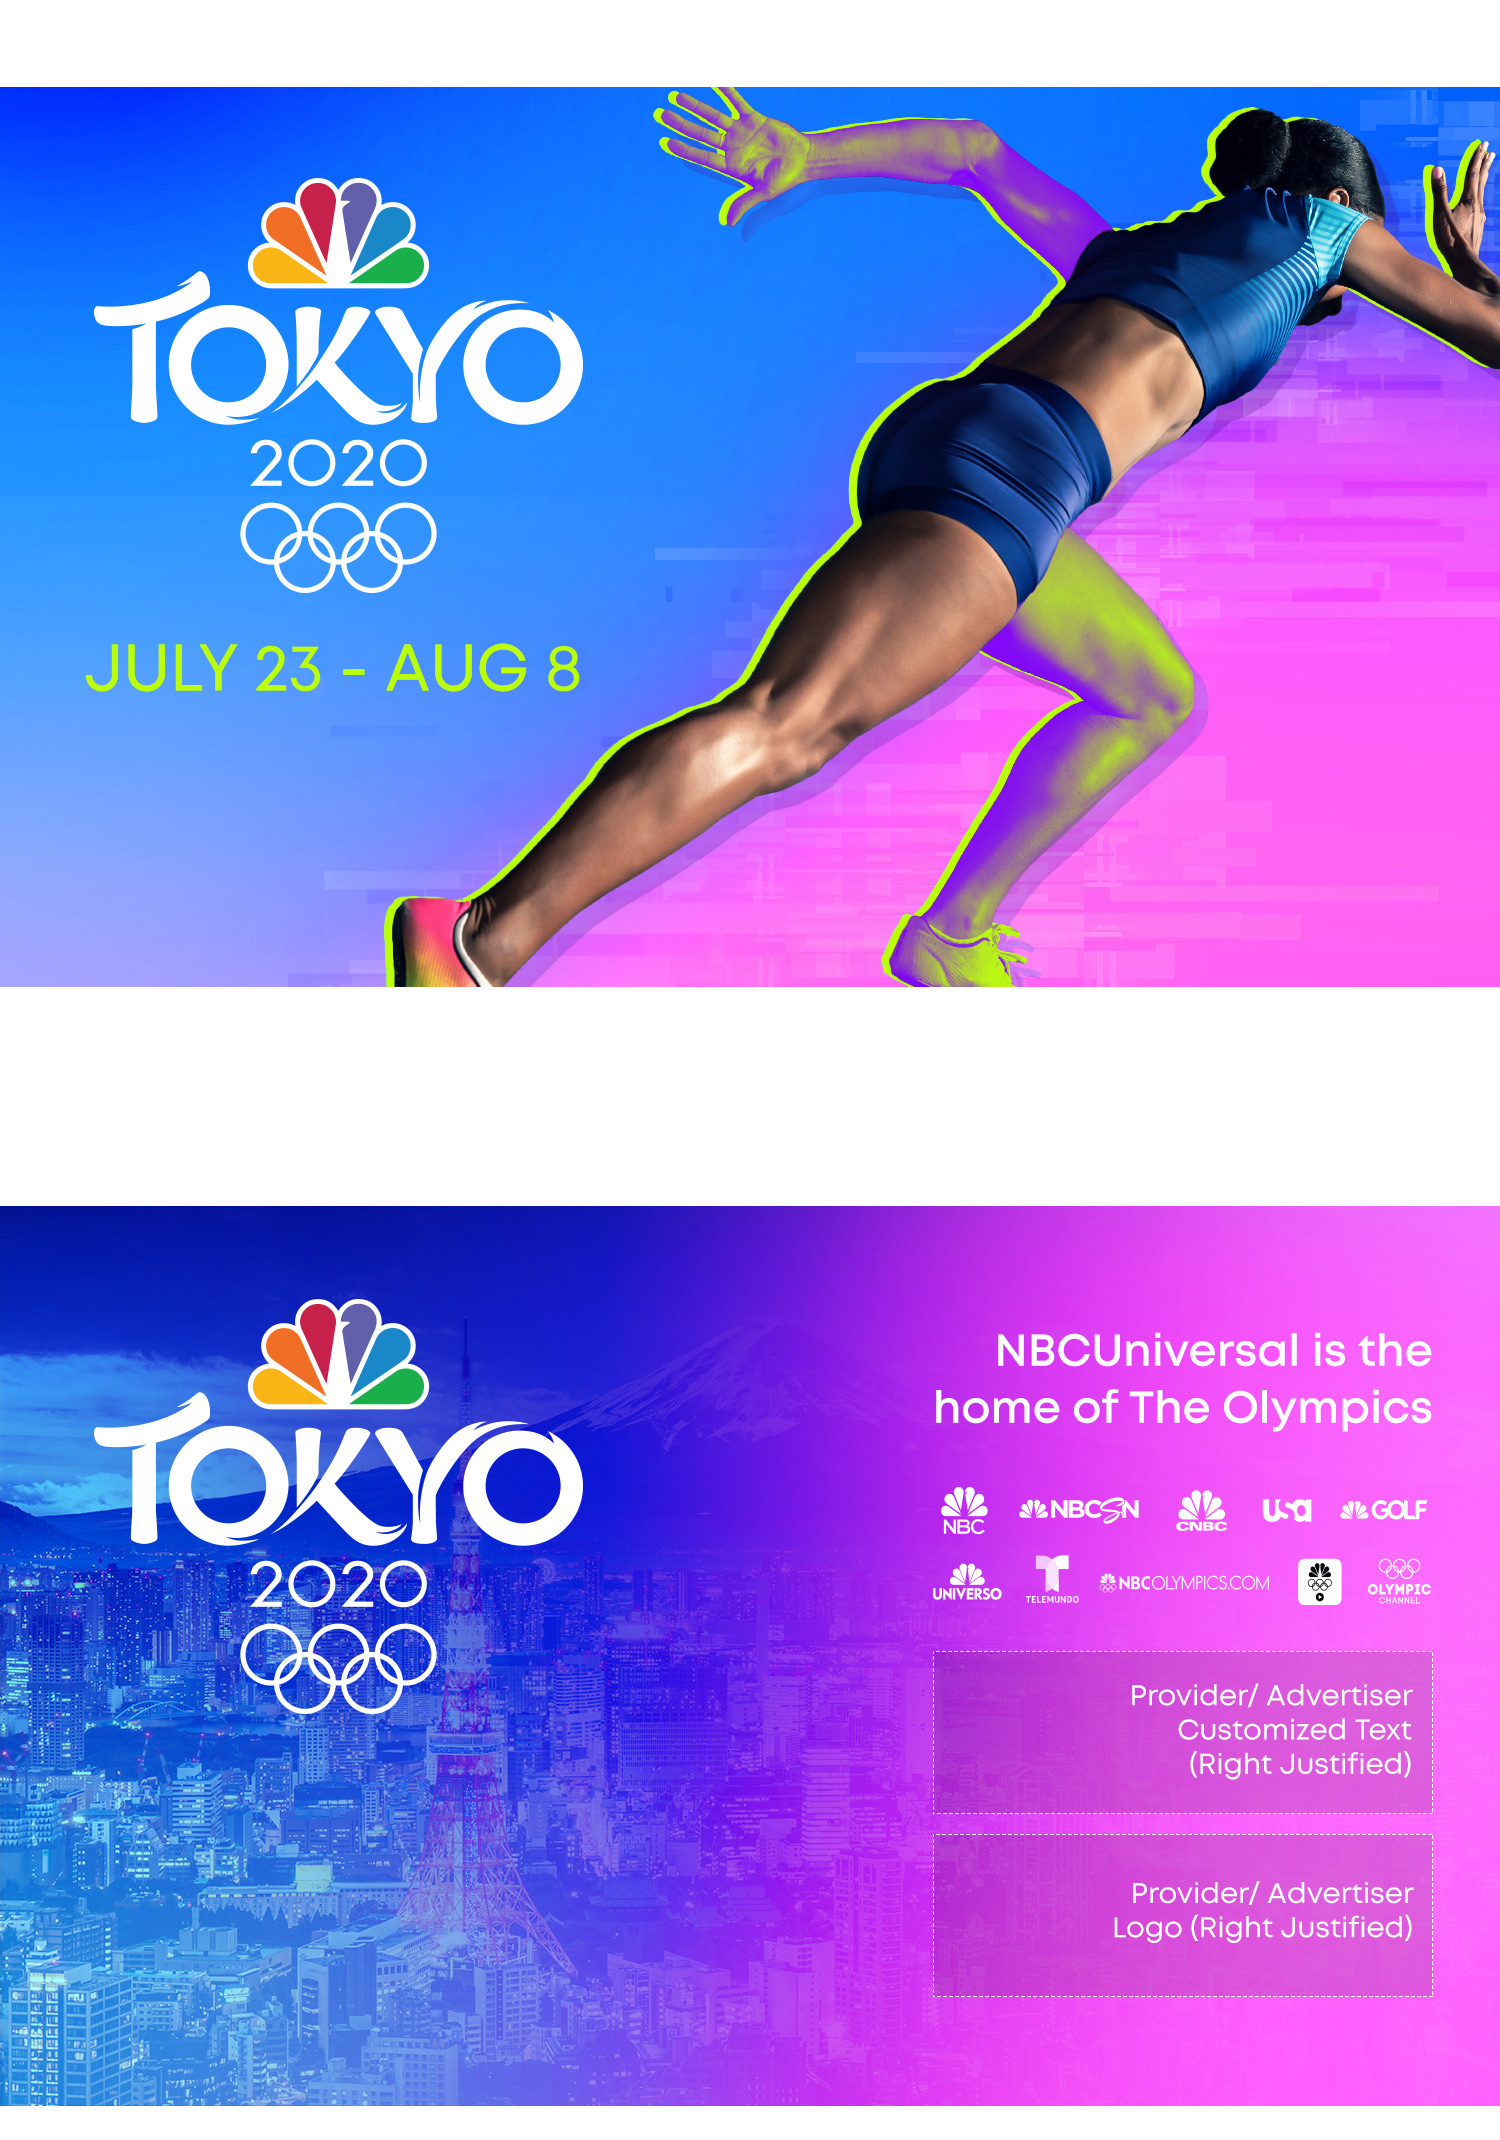 TOKYO
2020
JULY 23 - AUG 8
TOKYO
2020
NBCUniversal is the
home of The Olympics
NBC NBCSN CNBC USA GOLF
UNIVERSO TELEMUNDO NBCOLYMPICS.COM OLYMPIC CHANNEL
Provider/ Advertiser
Customized Text
(Right Justified)
Provider/ Advertiser
Logo (Right Justified)